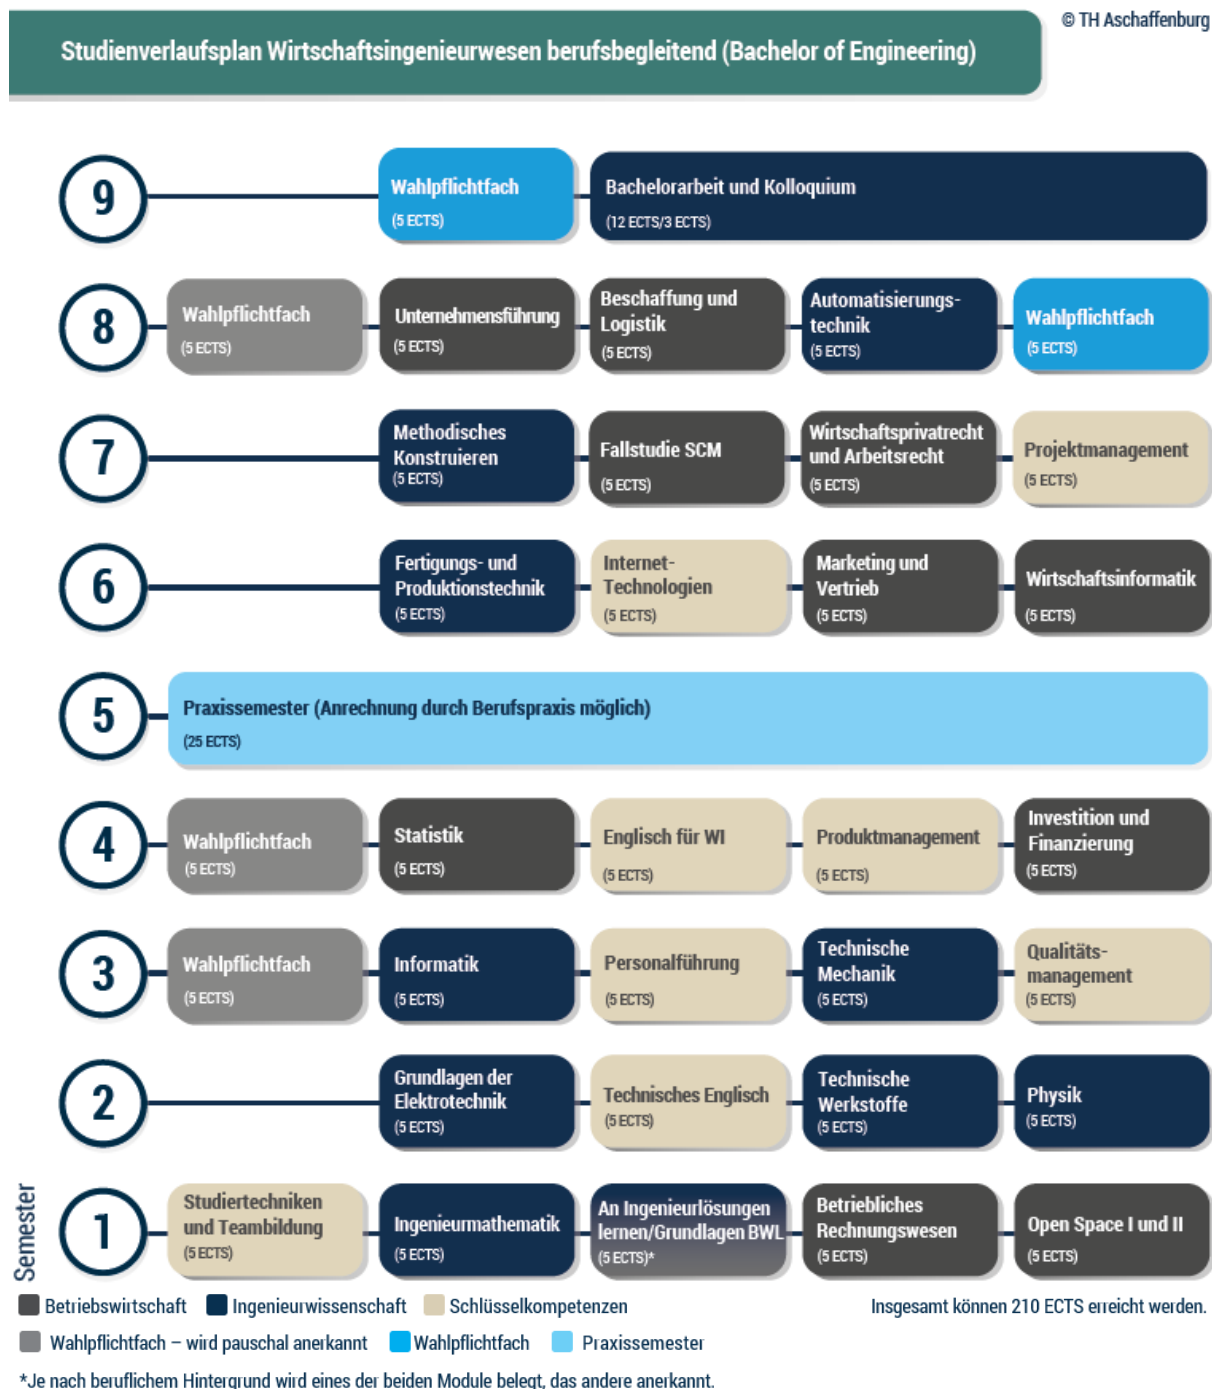 © TH Aschaffenburg
Studienverlaufsplan Wirtschaftsingenieurwesen berufsbegleitend (Bachelor of Engineering)
9
Wahlpflichtfach
(5 ECTS)
Bachelorarbeit und Kolloquium
(12 ECTS/3 ECTS)
8
Wahlpflichtfach
(5 ECTS)
Unternehmensführung
(5 ECTS)
Beschaffung und
Logistik
(5 ECTS)
Automatisierungs-
technik
(5 ECTS)
Wahlpflichtfach
(5 ECTS)
7
Methodisches
Konstruieren
(5 ECTS)
Fallstudie SCM
(5 ECTS)
Wirtschaftsprivatrecht
und Arbeitsrecht
(5 ECTS)
Projektmanagement
(5 ECTS)
6
Fertigungs- und
Produktionstechnik
(5 ECTS)
Internet-
Technologien
(5 ECTS)
Marketing und
Vertrieb
(5 ECTS)
Wirtschaftsinformatik
(5 ECTS)
5
Praxissemester (Anrechnung durch Berufspraxis möglich)
(25 ECTS)
4
Wahlpflichtfach
(5 ECTS)
Statistik
(5 ECTS)
Englisch für WI
(5 ECTS)
Produktmanagement
(5 ECTS)
Investition und
Finanzierung
(5 ECTS)
3
Wahlpflichtfach
(5 ECTS)
Informatik
(5 ECTS)
Personalführung
(5 ECTS)
Technische
Mechanik
(5 ECTS)
Qualitäts-
management
(5 ECTS)
2
Grundlagen der
Elektrotechnik
(5 ECTS)
Technisches Englisch
(5 ECTS)
Technische
Werkstoffe
(5 ECTS)
Physik
(5 ECTS)
Semester
1
Studiertechniken
und Teambildung
(5 ECTS)
Ingenieurmathematik
(5 ECTS)
An Ingenieurlösungen
lernen/Grundlagen BWL
(5 ECTS)*
Betriebliches
Rechnungswesen
(5 ECTS)
Open Space I und II
(5 ECTS)
Betriebswirtschaft
Ingenieurwissenschaft
Schlüsselkompetenzen
Insgesamt können 210 ECTS erreicht werden.
Wahlpflichtfach – wird pauschal anerkannt
Wahlpflichtfach
Praxissemester
*Je nach beruflichem Hintergrund wird eines der beiden Module belegt, das andere anerkannt.